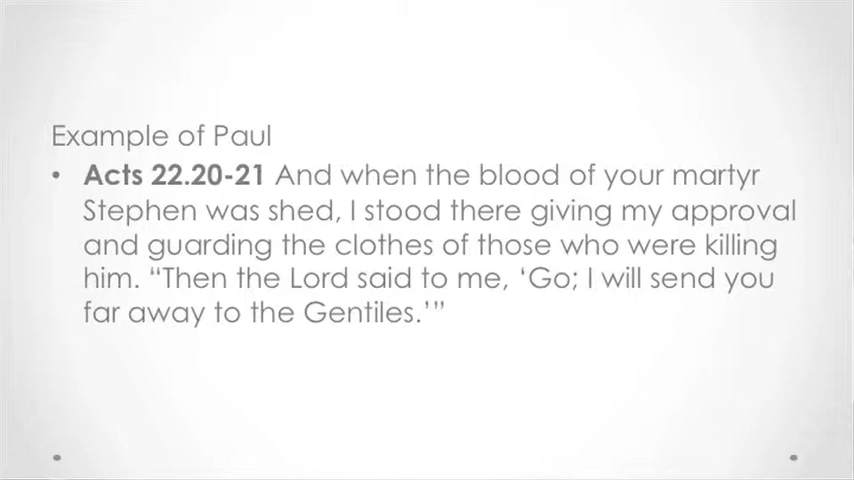 Example of Paul
• Acts 22.20-21 And when the blood of your martyr
Stephen was shed, I stood there giving my approval
and guarding the clothes of those who were killing
him. “Then the Lord said to me, ‘Go; I will send you
far away to the Gentiles.’”